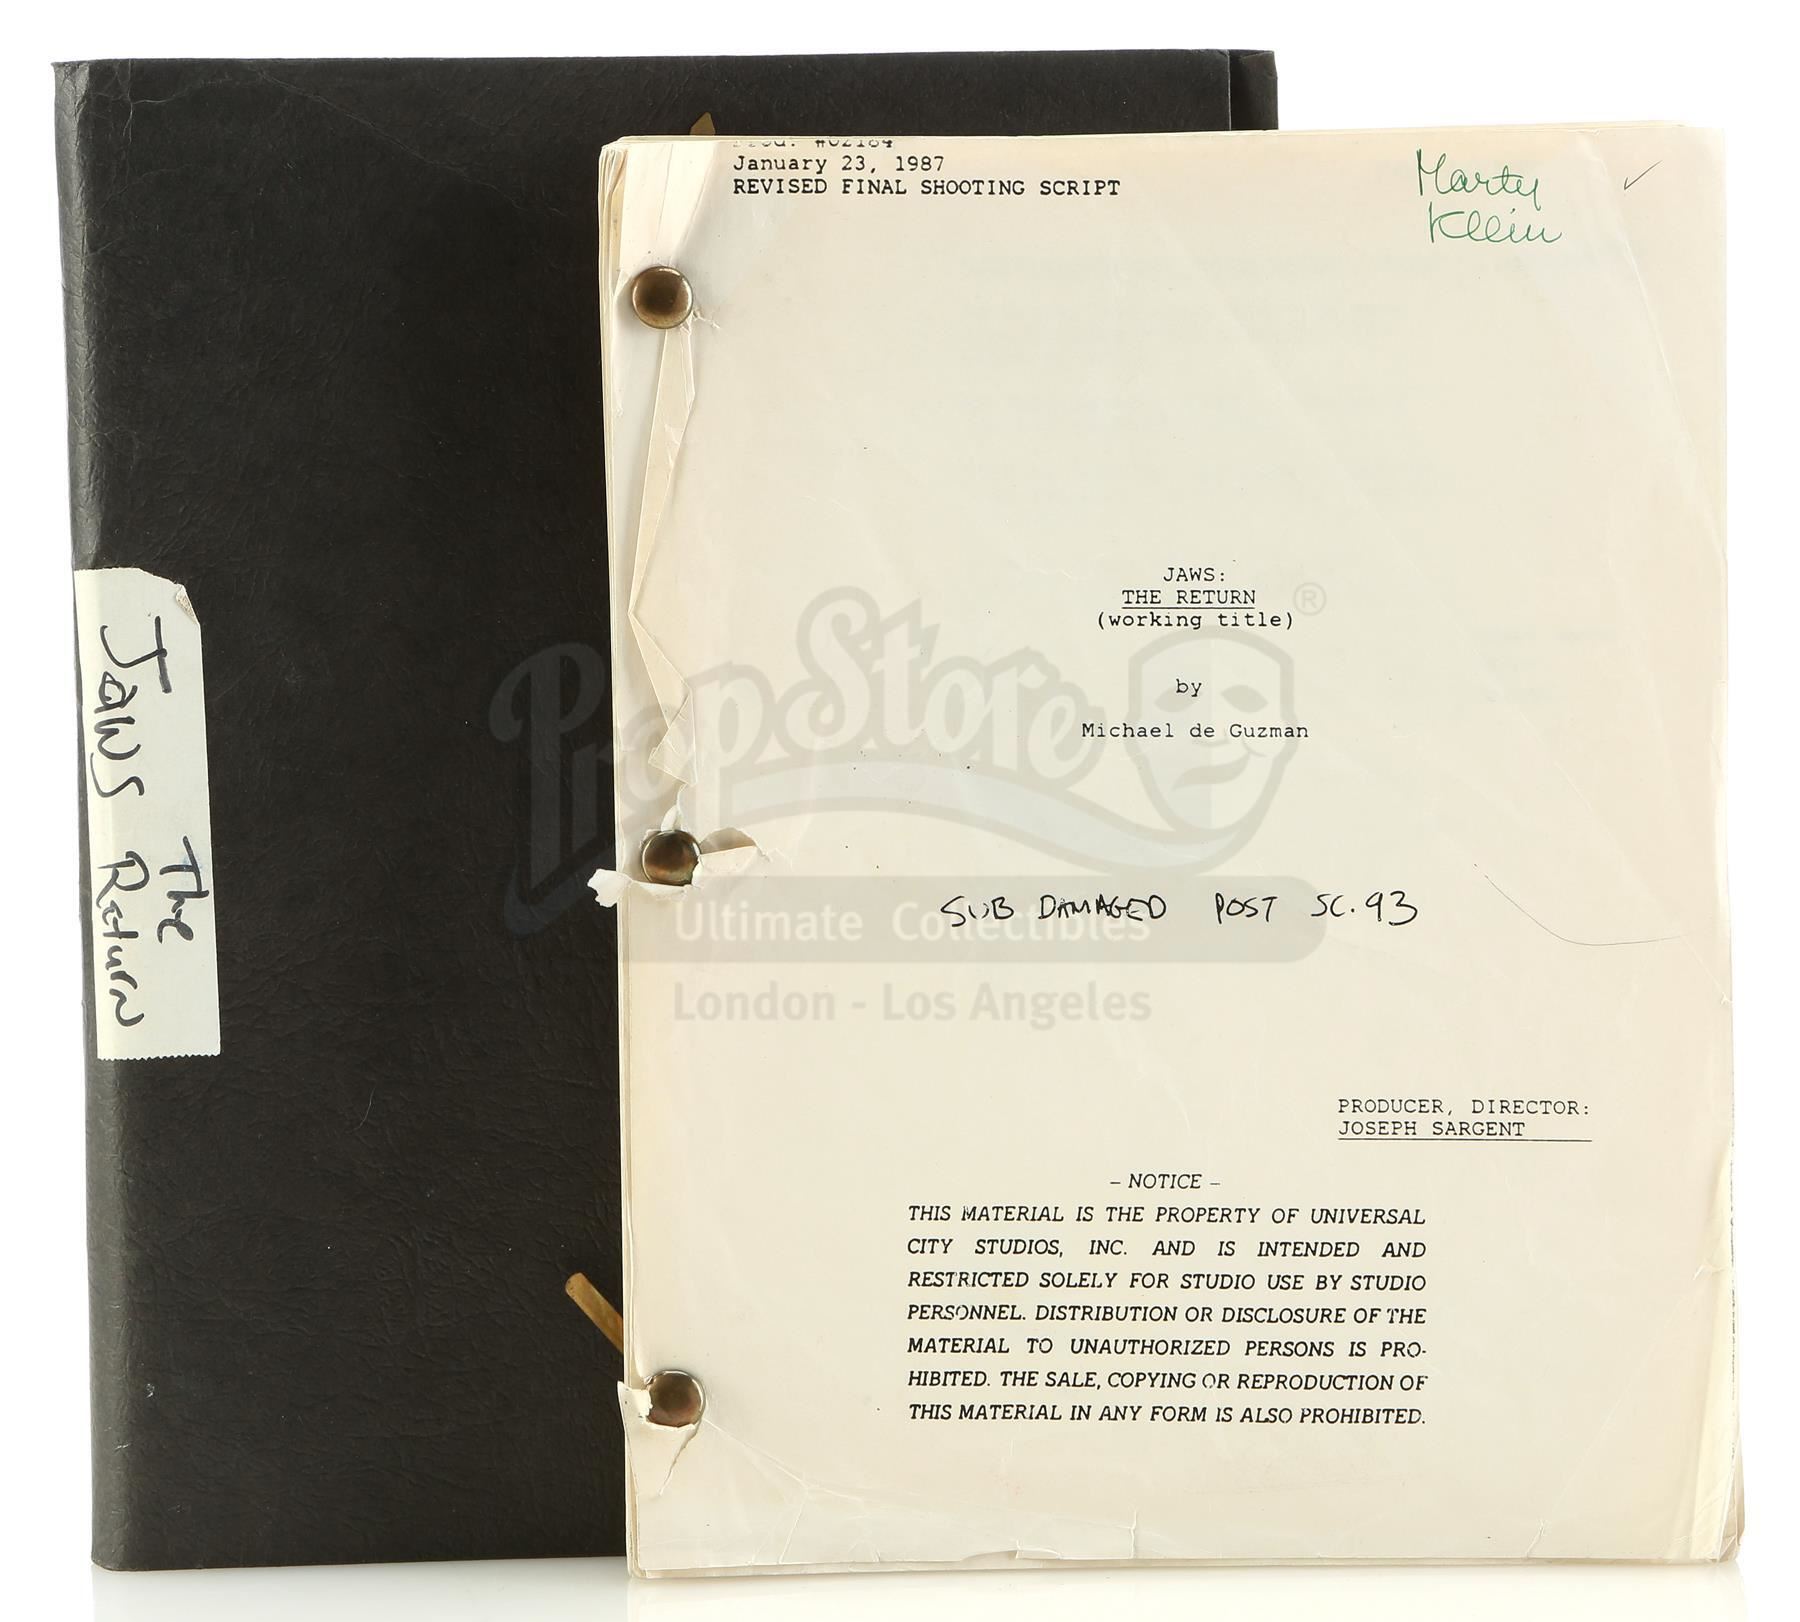 Prod. #02184
January 23, 1987
REVISED FINAL SHOOTING SCRIPT
Marty
Klein
JAWS:
THE RETURN
(working title)
by
Michael de Guzman
SUB DAMAGED POST SC. 93
PRODUCER, DIRECTOR:
JOSEPH SARGENT
– NOTICE –
THIS MATERIAL IS THE PROPERTY OF UNIVERSAL
CITY STUDIOS, INC. AND IS INTENDED AND
RESTRICTED SOLELY FOR STUDIO USE BY STUDIO
PERSONNEL. DISTRIBUTION OR DISCLOSURE OF THE
MATERIAL TO UNAUTHORIZED PERSONS IS PRO-
HIBITED. THE SALE, COPYING OR REPRODUCTION OF
THIS MATERIAL IN ANY FORM IS ALSO PROHIBITED.
JAWS The
Return
PropStore ®
Ultimate Collectibles
London - Los Angeles